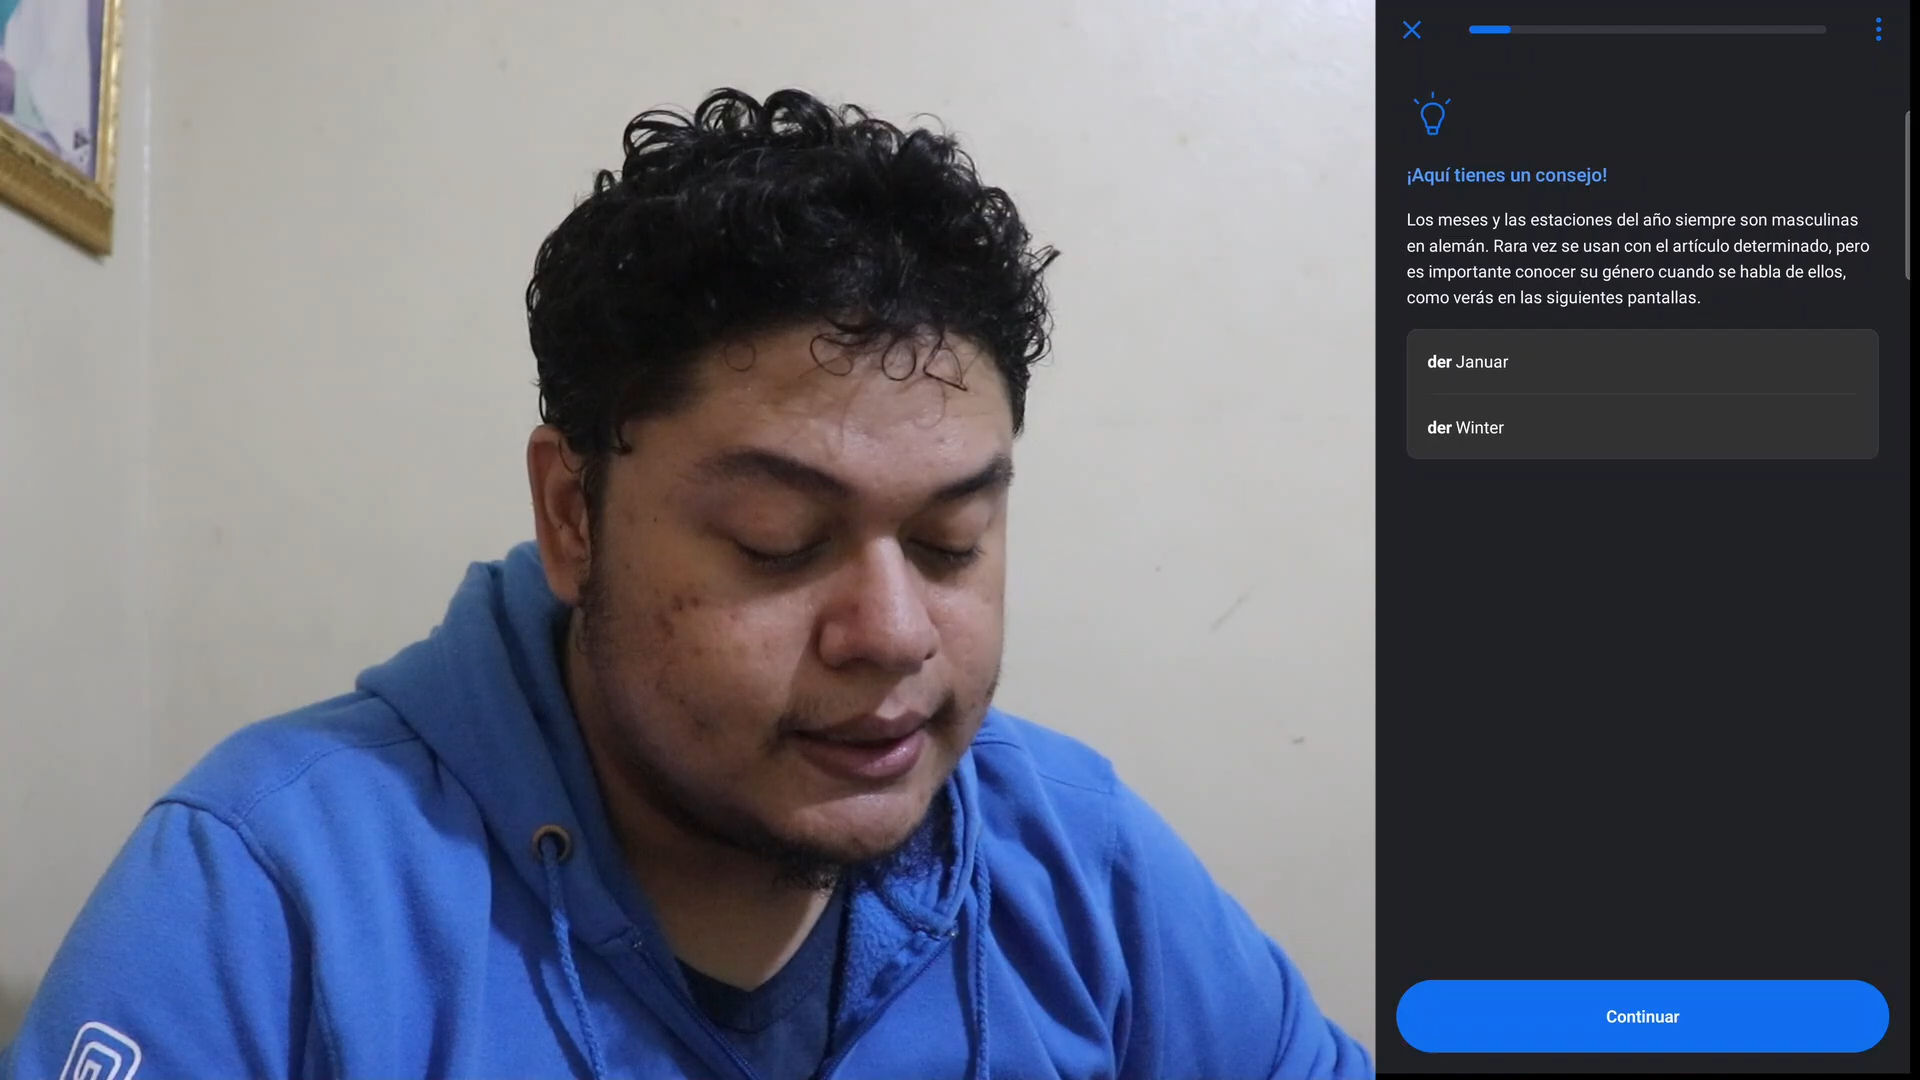 ¡Aquí tienes un consejo!
Los meses y las estaciones del año siempre son masculinas
en alemán. Rara vez se usan con el artículo determinado, pero
es importante conocer su género cuando se habla de ellos,
como verás en las siguientes pantallas.
der Januar
der Winter
Continuar